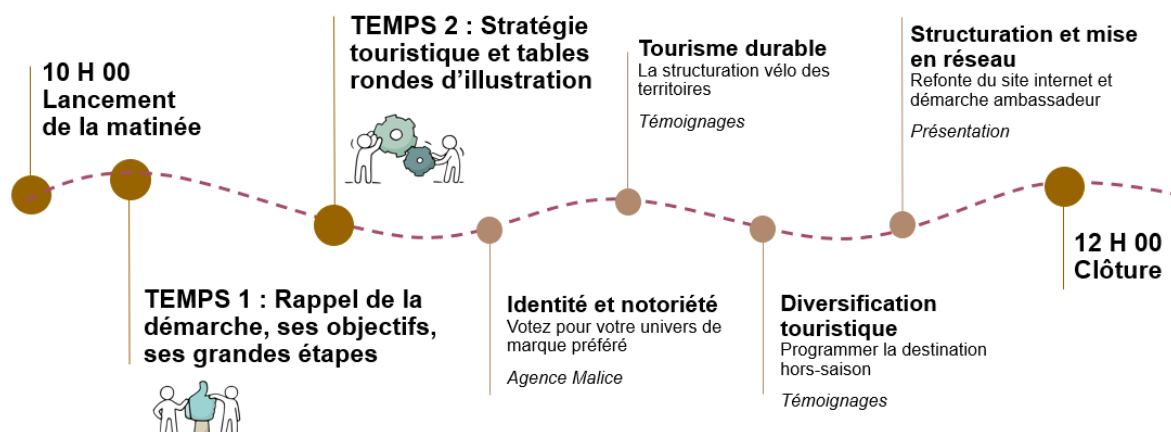 10 H 00
Lancement
de la matinée
TEMPS 1 : Rappel de la
démarche, ses objectifs,
ses grandes étapes
TEMPS 2 : Stratégie
touristique et tables
rondes d’illustration
Identité et notoriété
Votez pour votre univers de
marque préféré
Agence Malice
Tourisme durable
La structuration vélo des
territoires
Témoignages
Diversification
touristique
Programmer la destination
hors-saison
Témoignages
Structuration et mise
en réseau
Refonte du site internet et
démarche ambassadeur
Présentation
12 H 00
Clôture